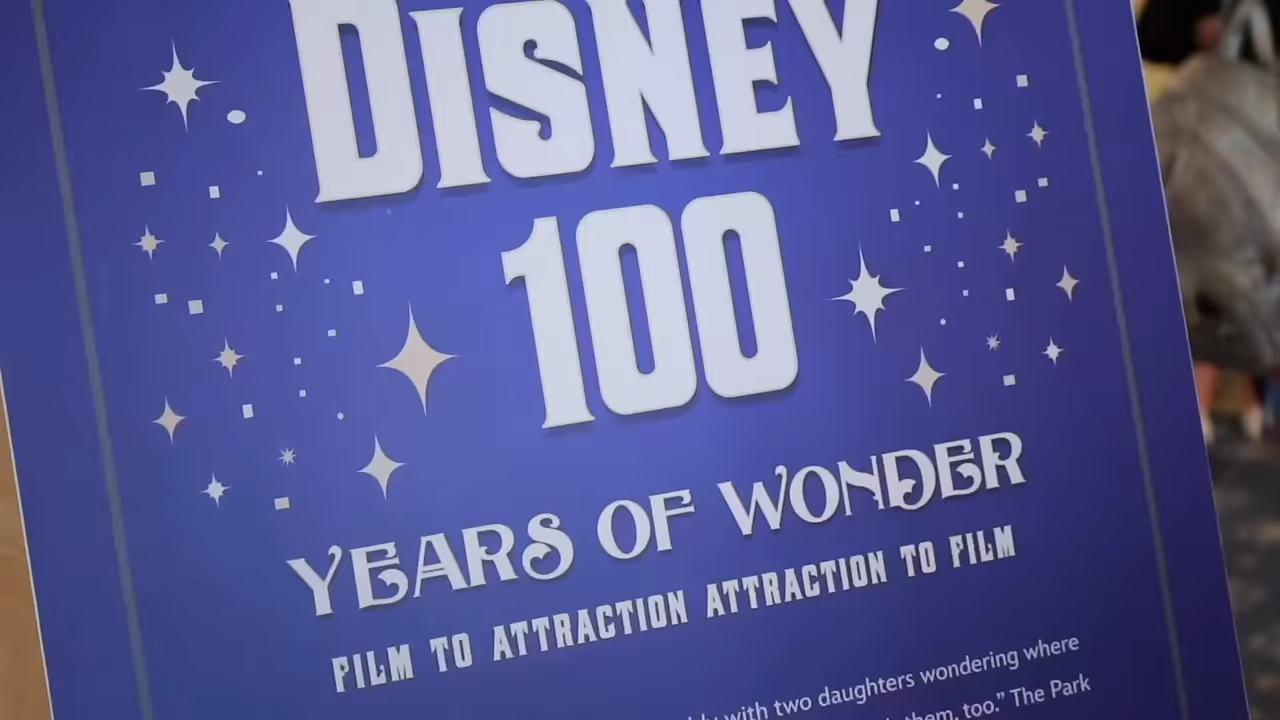 DISNEY
100
YEARS OF WONDER
FILM TO ATTRACTION ATTRACTION TO FILM
with two daughters wondering where
them, too.” The Park